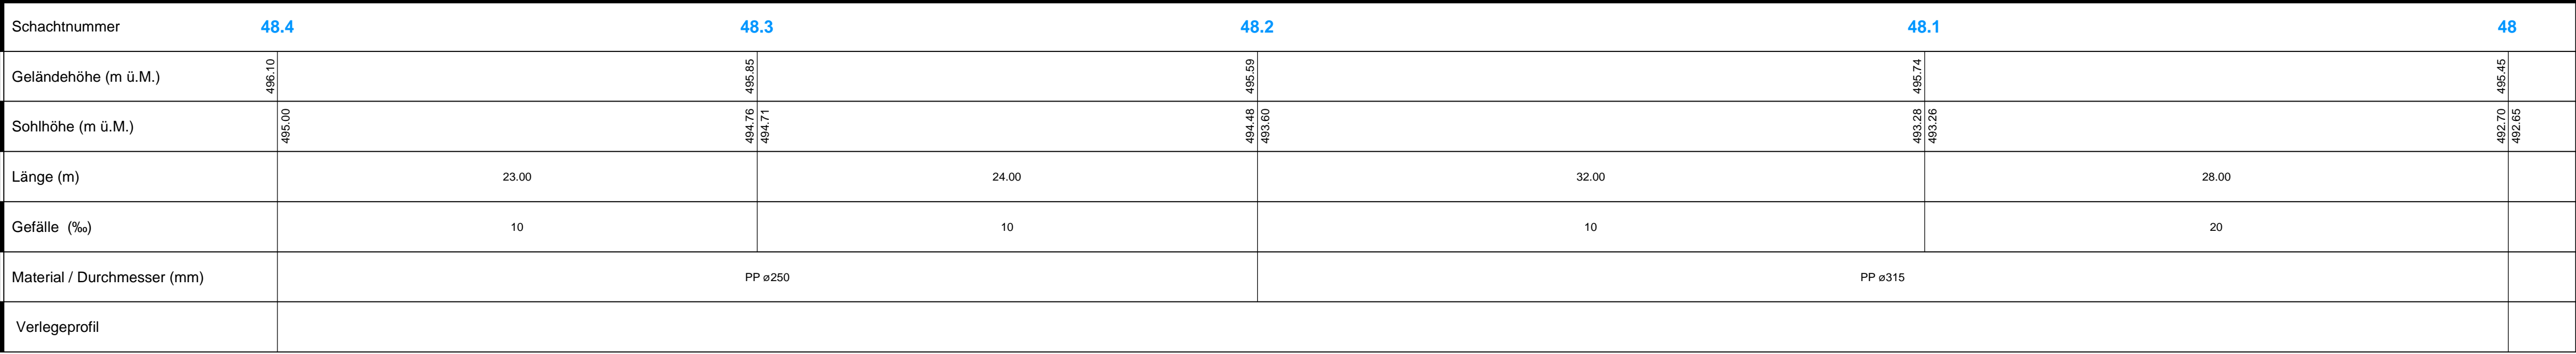 Schachtnummer 48.4 48.3 48.2 48.1 48
Geländehöhe (m ü.M.) 496.10 495.85 495.59 495.74 495.45
Sohlhöhe (m ü.M.) 495.00 494.76 494.71 494.48 493.60 493.28 493.26 492.70 492.65
Länge (m) 23.00 24.00 32.00 28.00
Gefälle (‰) 10 10 10 20
Material / Durchmesser (mm) PP ø250 PP ø315
Verlegeprofil